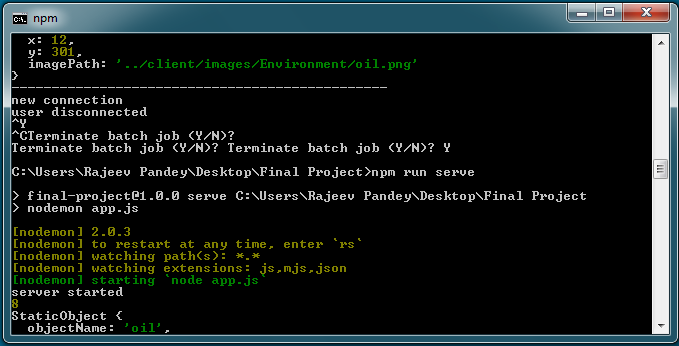 npm
x: 12,
y: 301,
imagePath: '../client/images/Environment/oil.png'
}
-----------------------------------------------
new connection
user disconnected
^Y
^CTerminate batch job (Y/N)?
Terminate batch job (Y/N)? Terminate batch job (Y/N)? Y
C:\Users\Rajeev Pandey\Desktop\Final Project>npm run serve
> final-project@1.0.0 serve C:\Users\Rajeev Pandey\Desktop\Final Project
> nodemon app.js
[nodemon] 2.0.3
[nodemon] to restart at any time, enter `rs`
[nodemon] watching path(s): *.*
[nodemon] watching extensions: js,mjs,json
[nodemon] starting `node app.js`
server started
8
StaticObject {
objectName: 'oil',